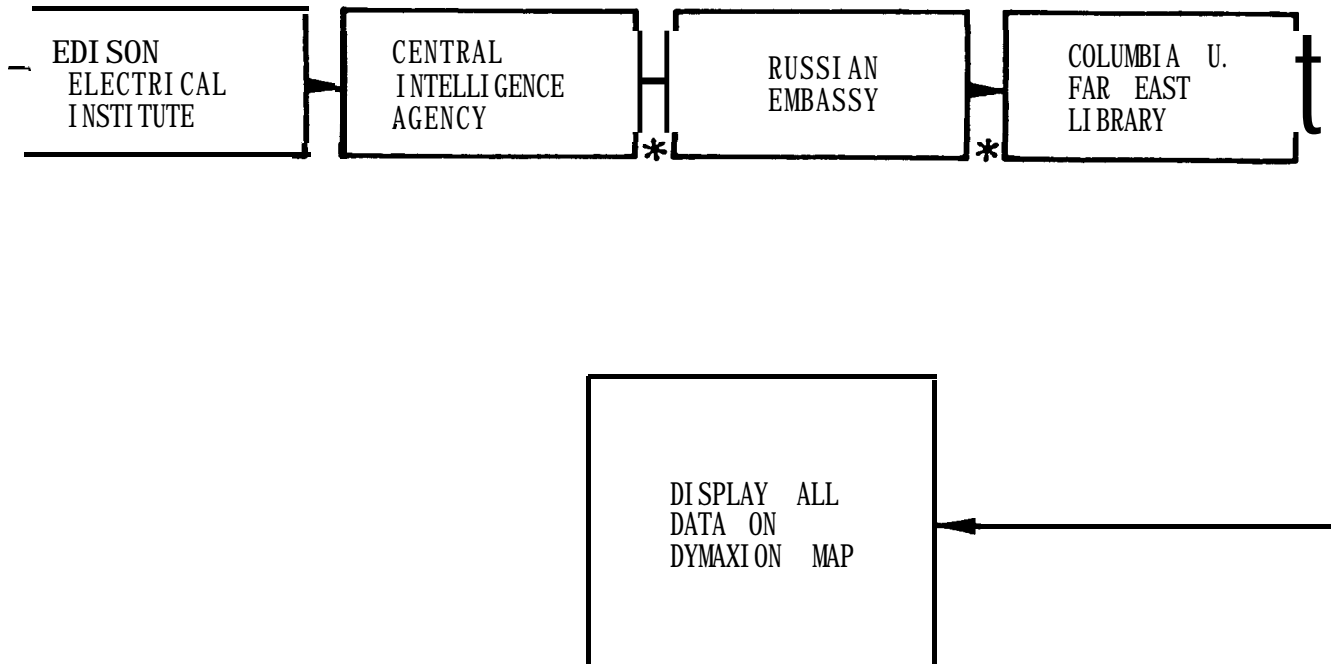 EDISON
ELECTRICAL
INSTITUTE
CENTRAL
INTELLIGENCE
AGENCY
*
RUSSIAN
EMBASSY
*
COLUMBIA U.
FAR EAST
LIBRARY
DISPLAY ALL
DATA ON
DYMAXION MAP